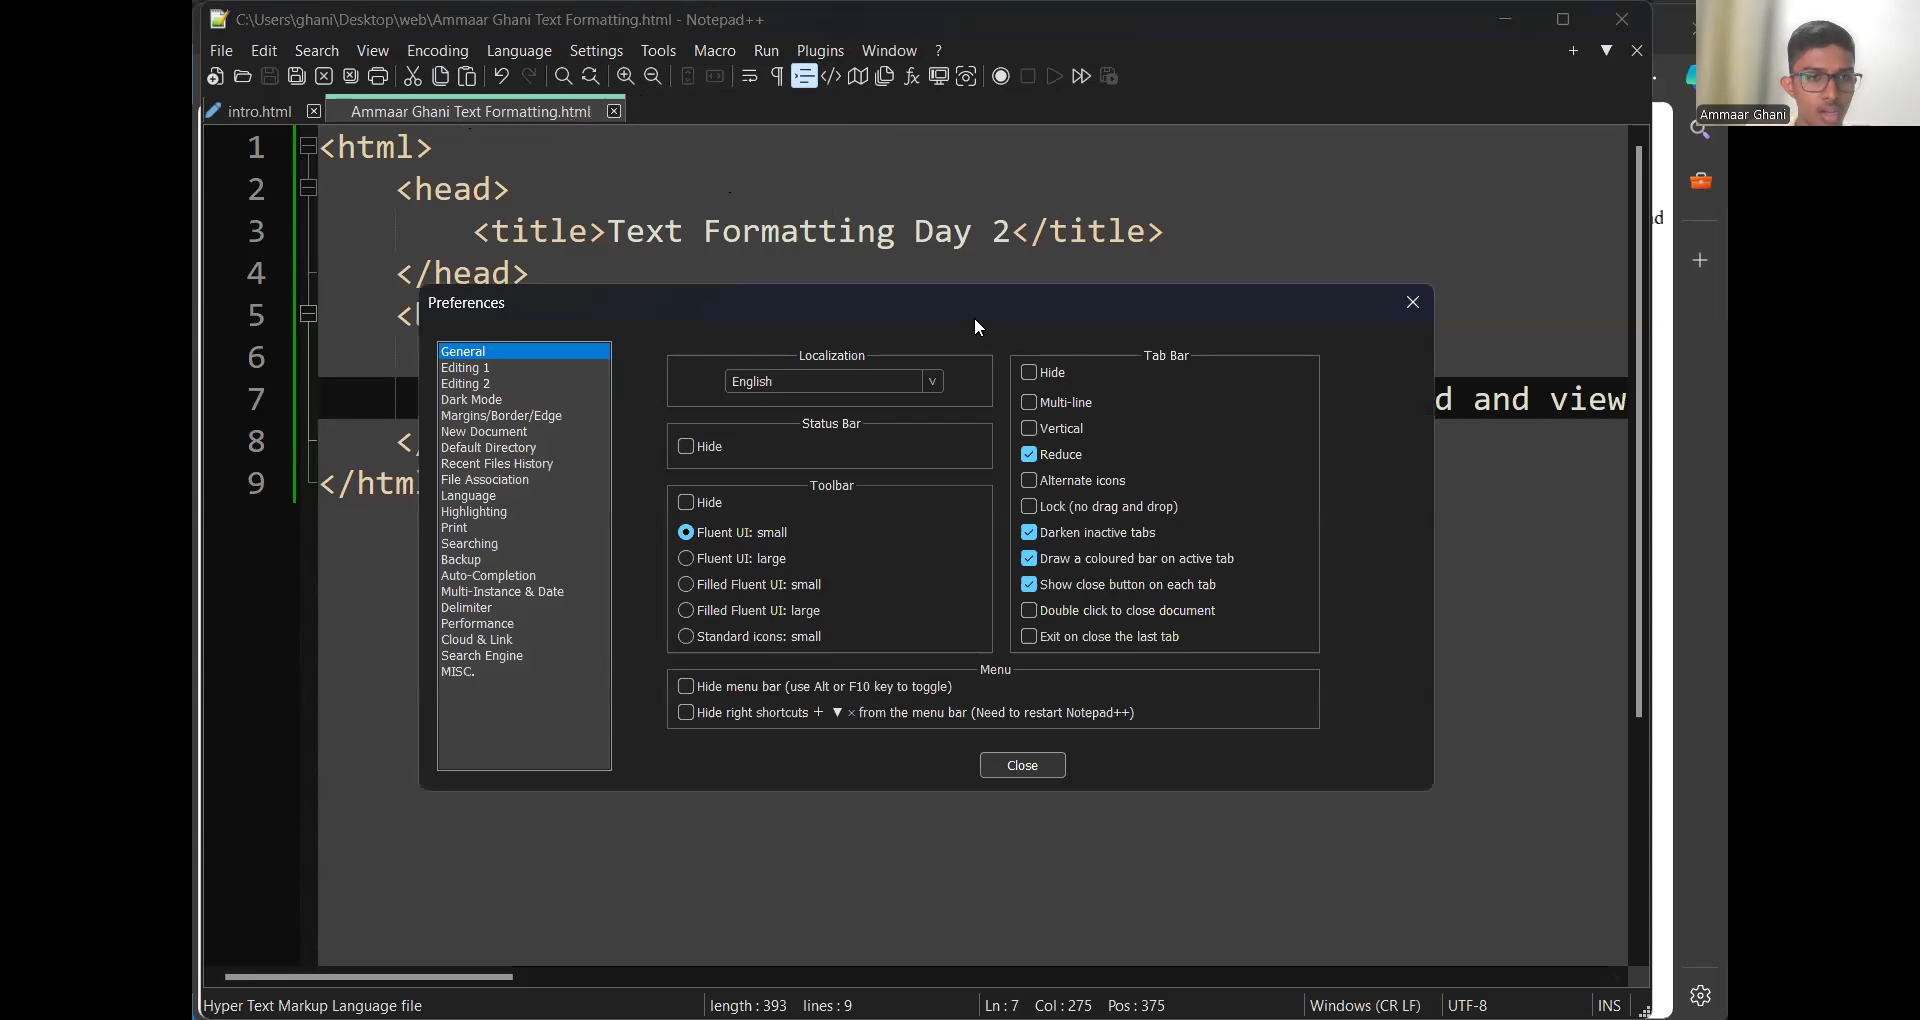 C:\Users\ghani\Desktop\web\Ammaar Ghani Text Formatting.html - Notepad++
File Edit Search View Encoding Language Settings Tools Macro Run Plugins Window ?
intro.html Ammaar Ghani Text Formatting.html
Ammaar Ghani
1 <html>
2 <head>
3 <title>Text Formatting Day 2</title>
4 </head>
5 <
6
7 d and view
8 </
9 </htm
Preferences
General
Editing 1
Editing 2
Dark Mode
Margins/Border/Edge
New Document
Default Directory
Recent Files History
File Association
Language
Highlighting
Print
Searching
Backup
Auto-Completion
Multi-Instance & Date
Delimiter
Performance
Cloud & Link
Search Engine
MISC.
Localization
English
Status Bar
Hide
Toolbar
Hide
Fluent UI: small
Fluent UI: large
Filled Fluent UI: small
Filled Fluent UI: large
Standard icons: small
Tab Bar
Hide
Multi-line
Vertical
Reduce
Alternate icons
Lock (no drag and drop)
Darken inactive tabs
Draw a coloured bar on active tab
Show close button on each tab
Double click to close document
Exit on close the last tab
Menu
Hide menu bar (use Alt or F10 key to toggle)
Hide right shortcuts + ▼ × from the menu bar (Need to restart Notepad++)
Close
Hyper Text Markup Language file length : 393 lines : 9 Ln : 7 Col : 275 Pos : 375 Windows (CR LF) UTF-8 INS